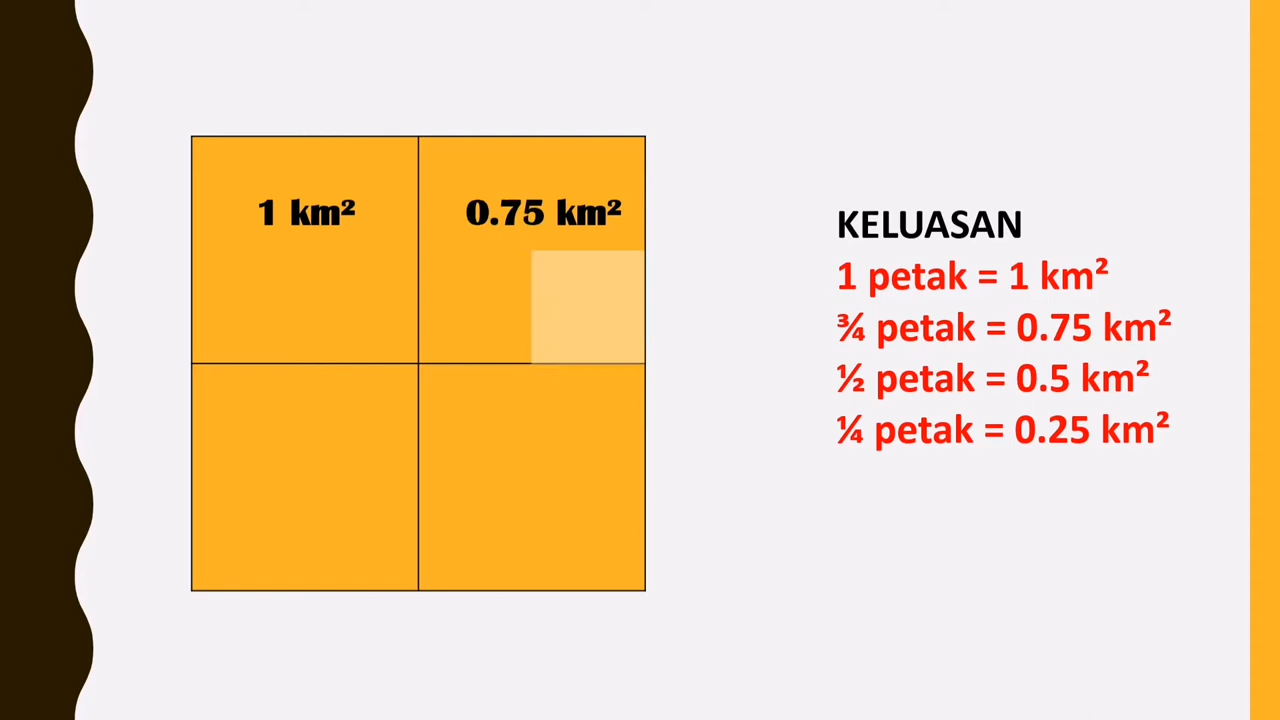 1 km² 0.75 km²
KELUASAN
1 petak = 1 km²
¾ petak = 0.75 km²
½ petak = 0.5 km²
¼ petak = 0.25 km²